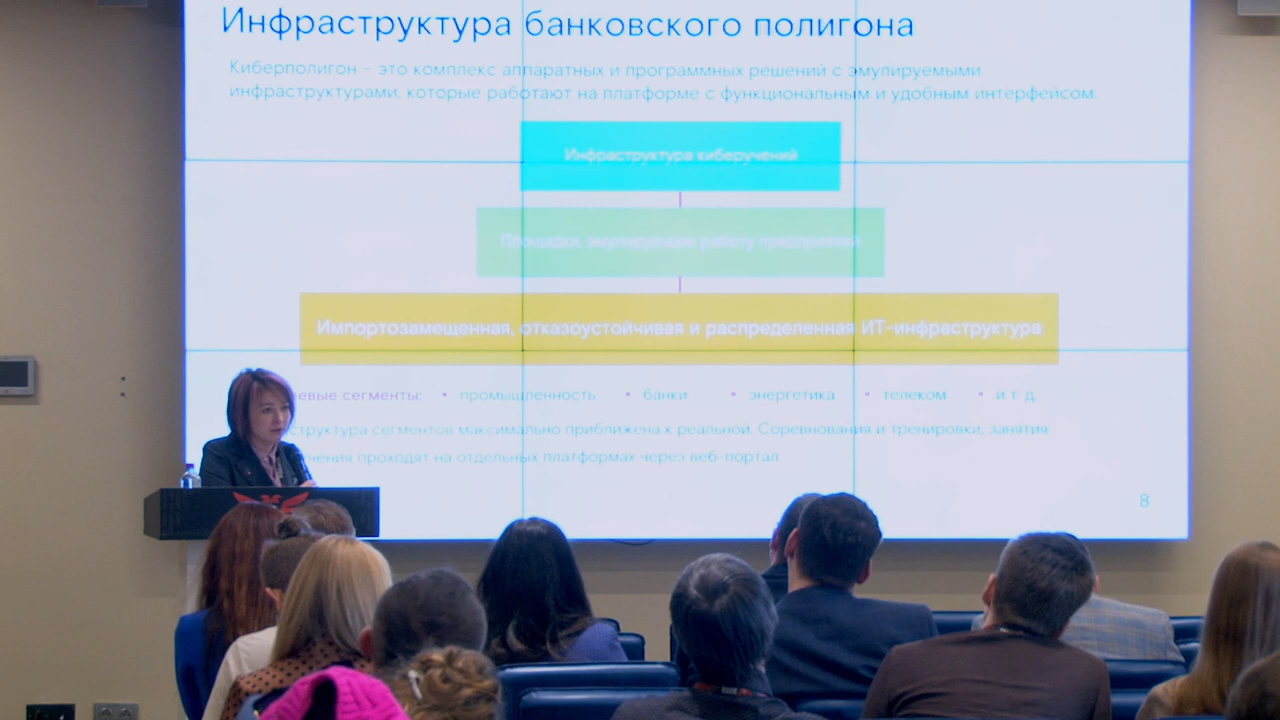 Инфраструктура банковского полигона
Киберполигон – это комплекс аппаратных и программных решений с эмулируемыми
инфраструктурами, которые работают на платформе с функциональным и удобным интерфейсом.
Инфраструктура киберучений
Площадки, эмулирующие работу предприятий
Импортозамещенная, отказоустойчивая и распределенная ИТ-инфраструктура
сегменты: • промышленность • банки • энергетика • телеком • и т. д.
сегментов максимально приближена к реальной. Соревнования и тренировки, занятия
проходят на отдельных платформах через веб-портал
8